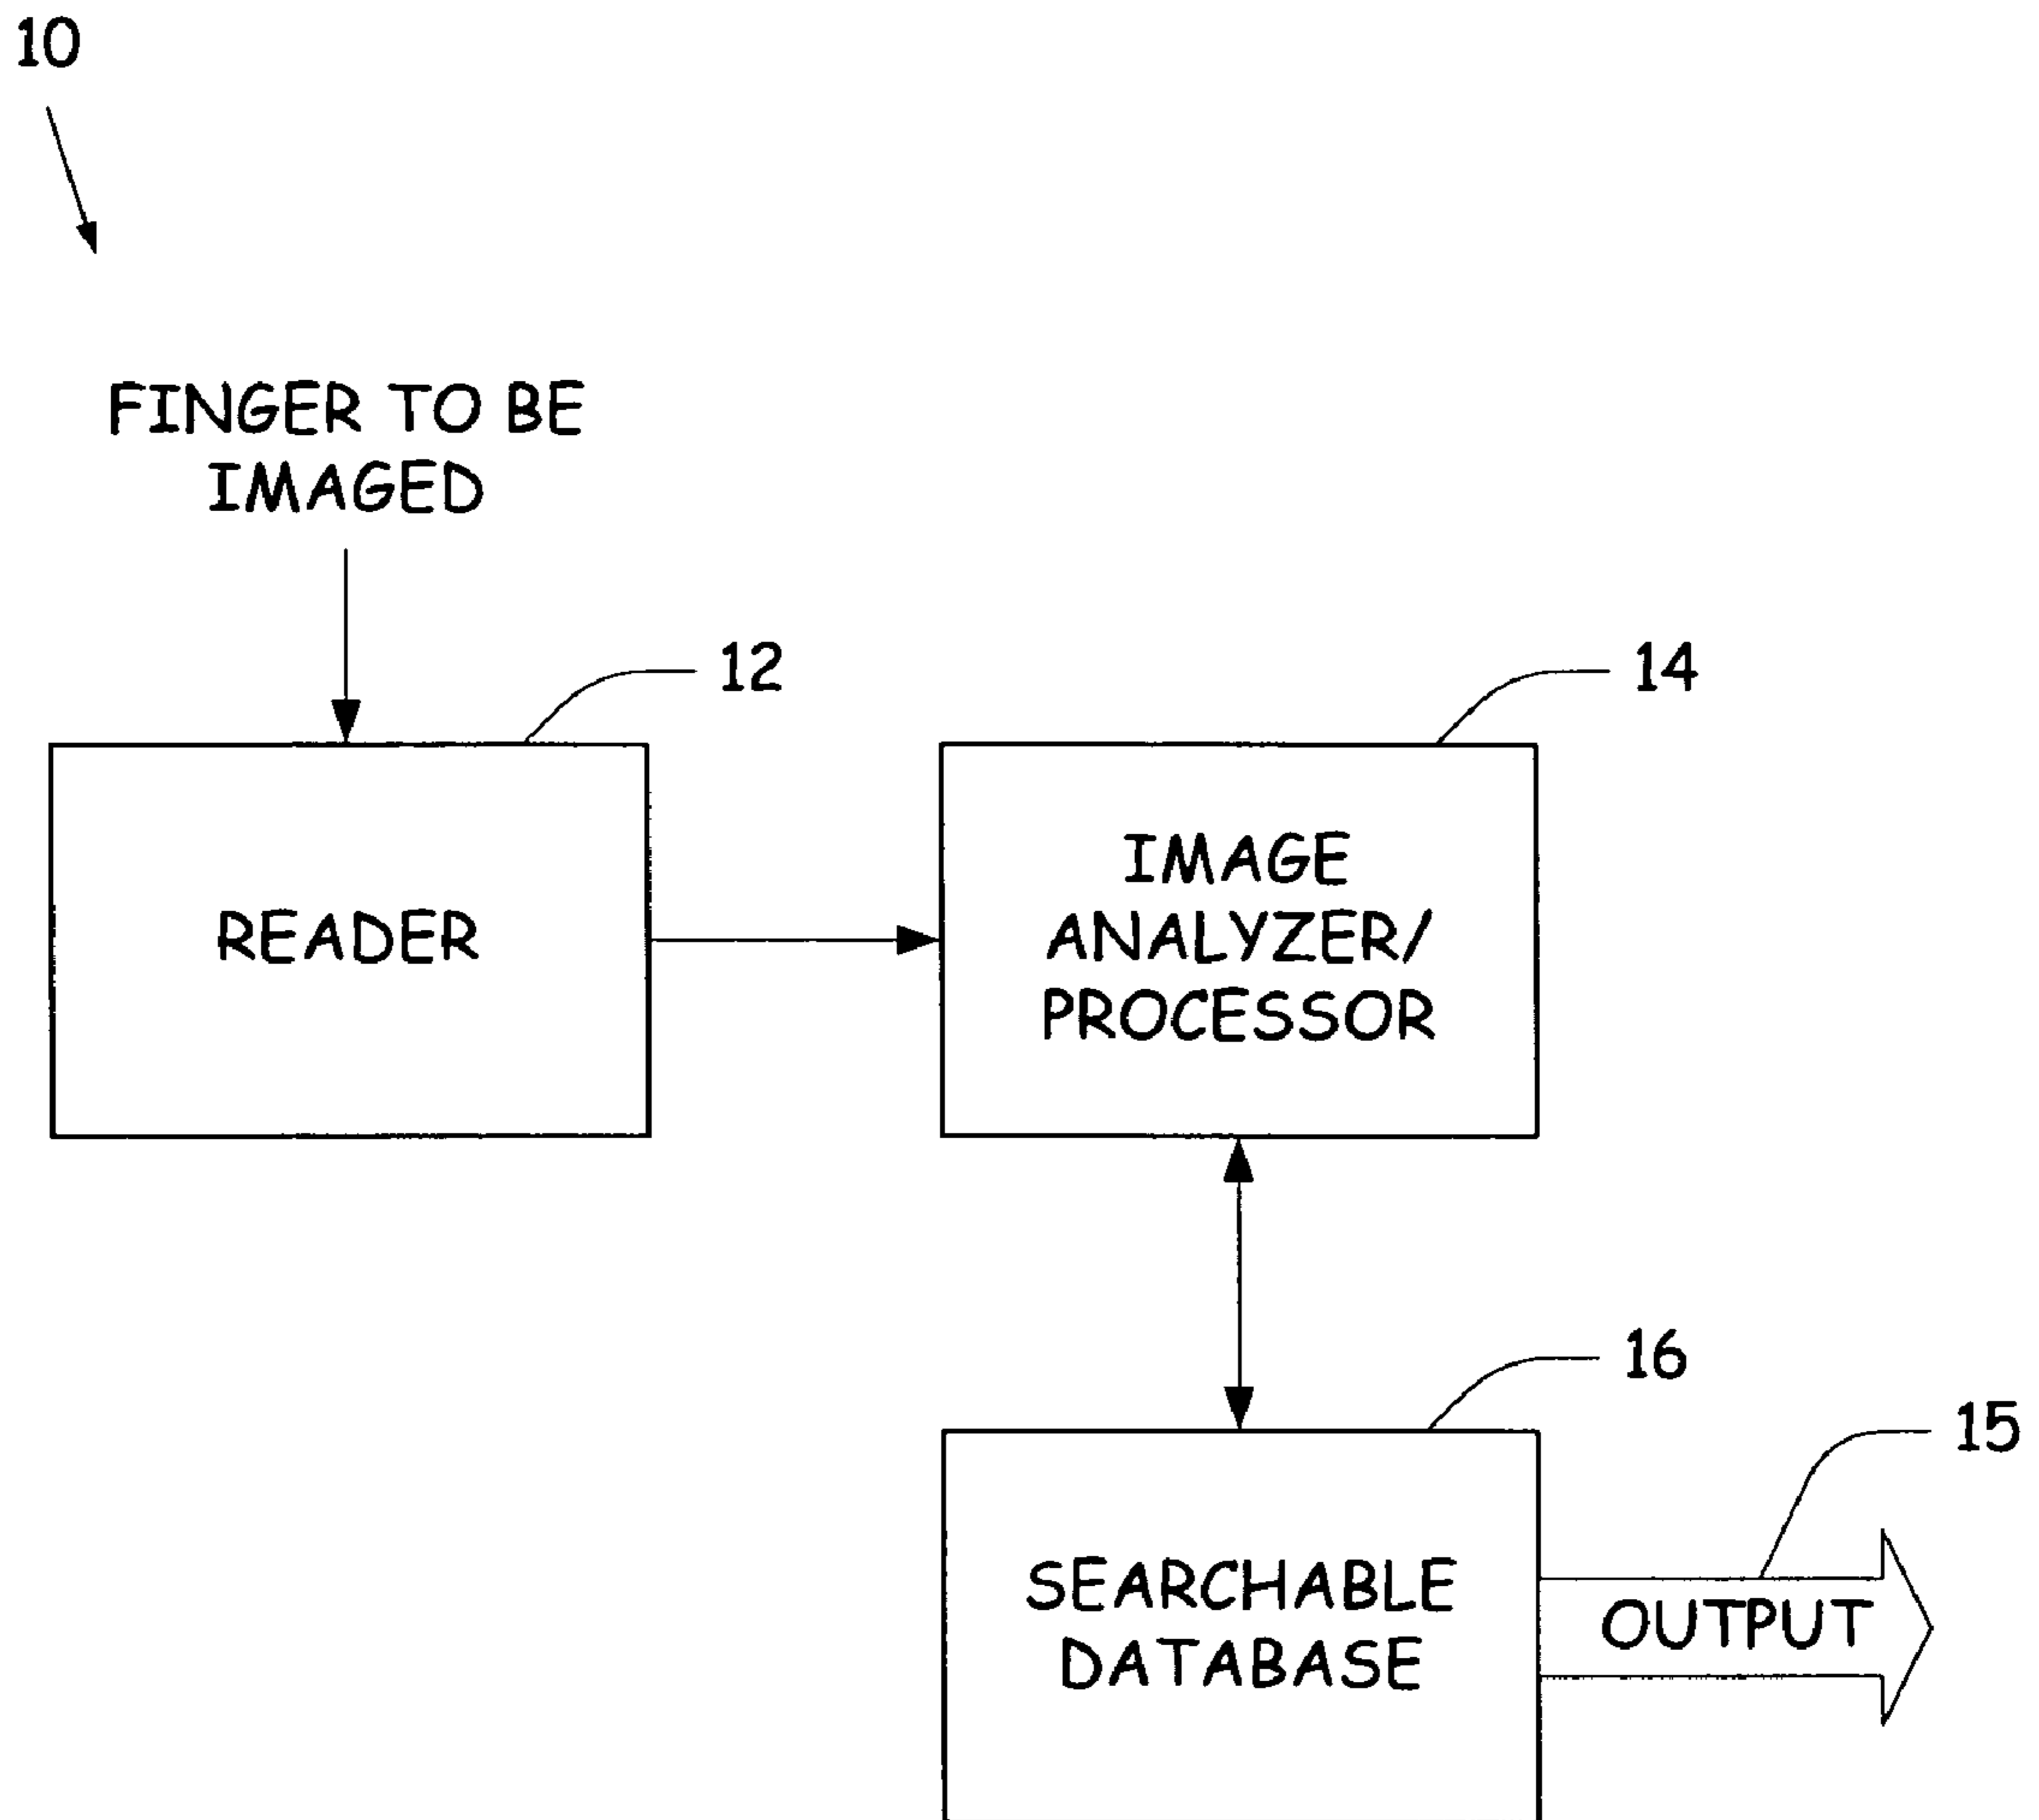 10
FINGER TO BE
IMAGED
12
14
READER
IMAGE
ANALYZER/
PROCESSOR
16
15
SEARCHABLE
DATABASE
OUTPUT